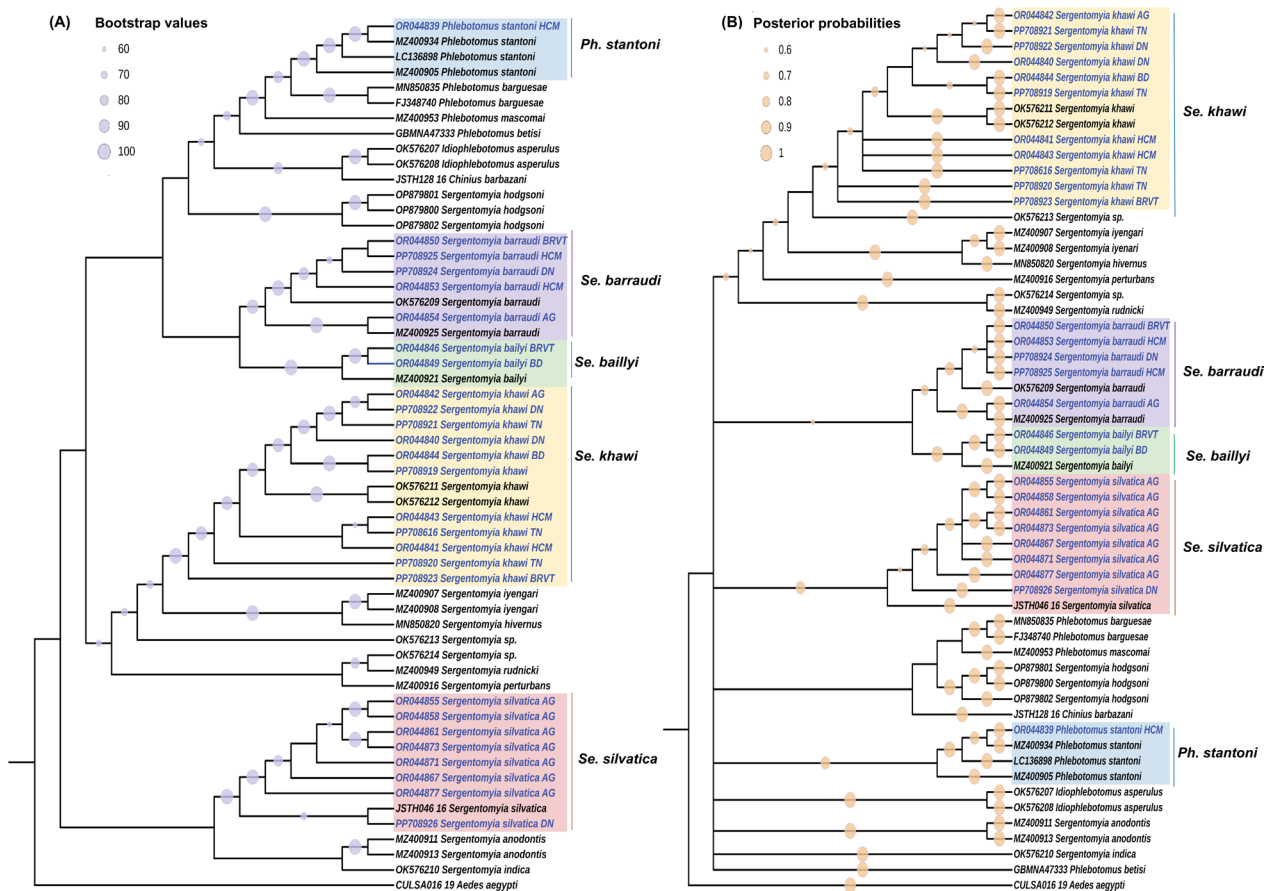 (A)
Bootstrap values
60
70
80
90
100
OR044839 Phlebotomus stantoni HCM
MZ400934 Phlebotomus stantoni
LC136898 Phlebotomus stantoni
MZ400905 Phlebotomus stantoni
Ph. stantoni
MN850835 Phlebotomus barguesae
FJ348740 Phlebotomus barguesae
MZ400953 Phlebotomus mascomai
GBMNA47333 Phlebotomus betisi
OK576207 Idiophlebotomus asperulus
OK576208 Idiophlebotomus asperulus
JSTH128 16 Chinius barbazani
OP879801 Sergentomyia hodgsoni
OP879800 Sergentomyia hodgsoni
OP879802 Sergentomyia hodgsoni
OR044850 Sergentomyia barraudi BRVT
PP708925 Sergentomyia barraudi HCM
PP708924 Sergentomyia barraudi DN
OR044853 Sergentomyia barraudi HCM
OK576209 Sergentomyia barraudi
OR044854 Sergentomyia barraudi AG
MZ400925 Sergentomyia barraudi
Se. barraudi
OR044846 Sergentomyia bailyi BRVT
OR044849 Sergentomyia bailyi BD
MZ400921 Sergentomyia bailyi
Se. baillyi
OR044842 Sergentomyia khawi AG
PP708922 Sergentomyia khawi DN
PP708921 Sergentomyia khawi TN
OR044840 Sergentomyia khawi DN
OR044844 Sergentomyia khawi BD
PP708919 Sergentomyia khawi
OK576211 Sergentomyia khawi
OK576212 Sergentomyia khawi
OR044843 Sergentomyia khawi HCM
PP708616 Sergentomyia khawi TN
OR044841 Sergentomyia khawi HCM
PP708920 Sergentomyia khawi TN
PP708923 Sergentomyia khawi BRVT
Se. khawi
MZ400907 Sergentomyia iyengari
MZ400908 Sergentomyia iyengari
MN850820 Sergentomyia hivernus
OK576213 Sergentomyia sp.
OK576214 Sergentomyia sp.
MZ400949 Sergentomyia rudnicki
MZ400916 Sergentomyia perturbans
OR044855 Sergentomyia silvatica AG
OR044858 Sergentomyia silvatica AG
OR044861 Sergentomyia silvatica AG
OR044873 Sergentomyia silvatica AG
OR044871 Sergentomyia silvatica AG
OR044867 Sergentomyia silvatica AG
OR044877 Sergentomyia silvatica AG
JSTH046 16 Sergentomyia silvatica
PP708926 Sergentomyia silvatica DN
Se. silvatica
MZ400911 Sergentomyia anodontis
MZ400913 Sergentomyia anodontis
OK576210 Sergentomyia indica
CULSA016 19 Aedes aegypti
(B)
Posterior probabilities
0.6
0.7
0.8
0.9
1
OR044842 Sergentomyia khawi AG
PP708921 Sergentomyia khawi TN
PP708922 Sergentomyia khawi DN
OR044840 Sergentomyia khawi DN
OR044844 Sergentomyia khawi BD
PP708919 Sergentomyia khawi TN
OK576211 Sergentomyia khawi
OK576212 Sergentomyia khawi
OR044841 Sergentomyia khawi HCM
OR044843 Sergentomyia khawi HCM
PP708616 Sergentomyia khawi TN
PP708920 Sergentomyia khawi TN
PP708923 Sergentomyia khawi BRVT
OK576213 Sergentomyia sp.
Se. khawi
MZ400907 Sergentomyia iyengari
MZ400908 Sergentomyia iyenari
MN850820 Sergentomyia hivernus
MZ400916 Sergentomyia perturbans
OK576214 Sergentomyia sp.
MZ400949 Sergentomyia rudnicki
OR044850 Sergentomyia barraudi BRVT
OR044853 Sergentomyia barraudi HCM
PP708924 Sergentomyia barraudi DN
PP708925 Sergentomyia barraudi HCM
OK576209 Sergentomyia barraudi
OR044854 Sergentomyia barraudi AG
MZ400925 Sergentomyia barraudi
Se. barraudi
OR044846 Sergentomyia bailyi BRVT
OR044849 Sergentomyia bailyi BD
MZ400921 Sergentomyia bailyi
Se. baillyi
OR044855 Sergentomyia silvatica AG
OR044858 Sergentomyia silvatica AG
OR044861 Sergentomyia silvatica AG
OR044873 Sergentomyia silvatica AG
OR044867 Sergentomyia silvatica AG
OR044871 Sergentomyia silvatica AG
OR044877 Sergentomyia silvatica AG
PP708926 Sergentomyia silvatica DN
JSTH046 16 Sergentomyia silvatica
Se. silvatica
MN850835 Phlebotomus barguesae
FJ348740 Phlebotomus barguesae
MZ400953 Phlebotomus mascomai
OP879801 Sergentomyia hodgsoni
OP879800 Sergentomyia hodgsoni
OP879802 Sergentomyia hodgsoni
JSTH128 16 Chinius barbazani
OR044839 Phlebotomus stantoni HCM
MZ400934 Phlebotomus stantoni
LC136898 Phlebotomus stantoni
MZ400905 Phlebotomus stantoni
Ph. stantoni
OK576207 Idiophlebotomus asperulus
OK576208 Idiophlebotomus asperulus
MZ400911 Sergentomyia anodontis
MZ400913 Sergentomyia anodontis
OK576210 Sergentomyia indica
GBMNA47333 Phlebotomus betisi
CULSA016 19 Aedes aegypti